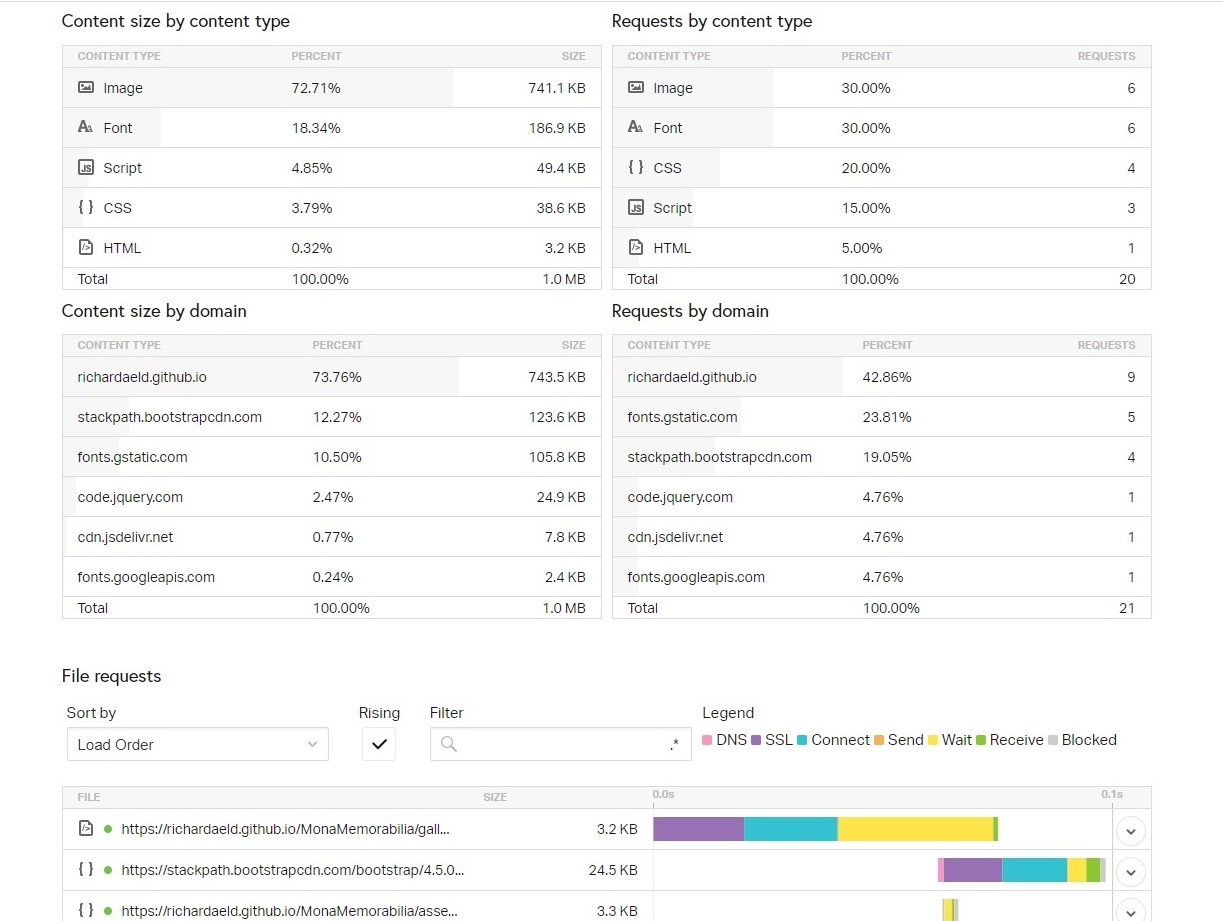 Content size by content type
CONTENT TYPE PERCENT SIZE
Image 72.71% 741.1 KB
Font 18.34% 186.9 KB
JS Script 4.85% 49.4 KB
{ } CSS 3.79% 38.6 KB
</> HTML 0.32% 3.2 KB
Total 100.00% 1.0 MB
Requests by content type
CONTENT TYPE PERCENT REQUESTS
Image 30.00% 6
Font 30.00% 6
{ } CSS 20.00% 4
JS Script 15.00% 3
</> HTML 5.00% 1
Total 100.00% 20
Content size by domain
CONTENT TYPE PERCENT SIZE
richardaeld.github.io 73.76% 743.5 KB
stackpath.bootstrapcdn.com 12.27% 123.6 KB
fonts.gstatic.com 10.50% 105.8 KB
code.jquery.com 2.47% 24.9 KB
cdn.jsdelivr.net 0.77% 7.8 KB
fonts.googleapis.com 0.24% 2.4 KB
Total 100.00% 1.0 MB
Requests by domain
CONTENT TYPE PERCENT REQUESTS
richardaeld.github.io 42.86% 9
fonts.gstatic.com 23.81% 5
stackpath.bootstrapcdn.com 19.05% 4
code.jquery.com 4.76% 1
cdn.jsdelivr.net 4.76% 1
fonts.googleapis.com 4.76% 1
Total 100.00% 21
File requests
Sort by Rising Filter Legend
Load Order .* DNS SSL Connect Send Wait Receive Blocked
FILE SIZE 0.0s 0.1s
</> https://richardaeld.github.io/MonaMemorabilia/gall... 3.2 KB
{ } https://stackpath.bootstrapcdn.com/bootstrap/4.5.0... 24.5 KB
{ } https://richardaeld.github.io/MonaMemorabilia/asse... 3.3 KB